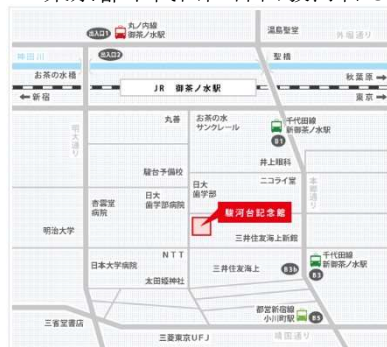 出入口1
丸ノ内線
御茶ノ水駅
湯島聖堂
外堀通り
神田川
出入口2
お茶の水橋
聖橋
JR 御茶ノ水駅
秋葉原➡
⬅新宿
東京➡
丸善
お茶の水
サンクレール
千代田線
新御茶ノ水駅
B1
明大通り
井上眼科
駿台予備校
ニコライ堂
本郷通り
日大
歯学部
杏雲堂
病院
日大
歯学部病院
駿河台記念館
明治大学
三井住友海上新館
NTT
日本大学病院
太田姫神社
三井住友海上
B3b
千代田線
新御茶ノ水駅
B3
都営新宿線
小川町駅
B5
三省堂書店
三菱東京UFJ
靖国通り